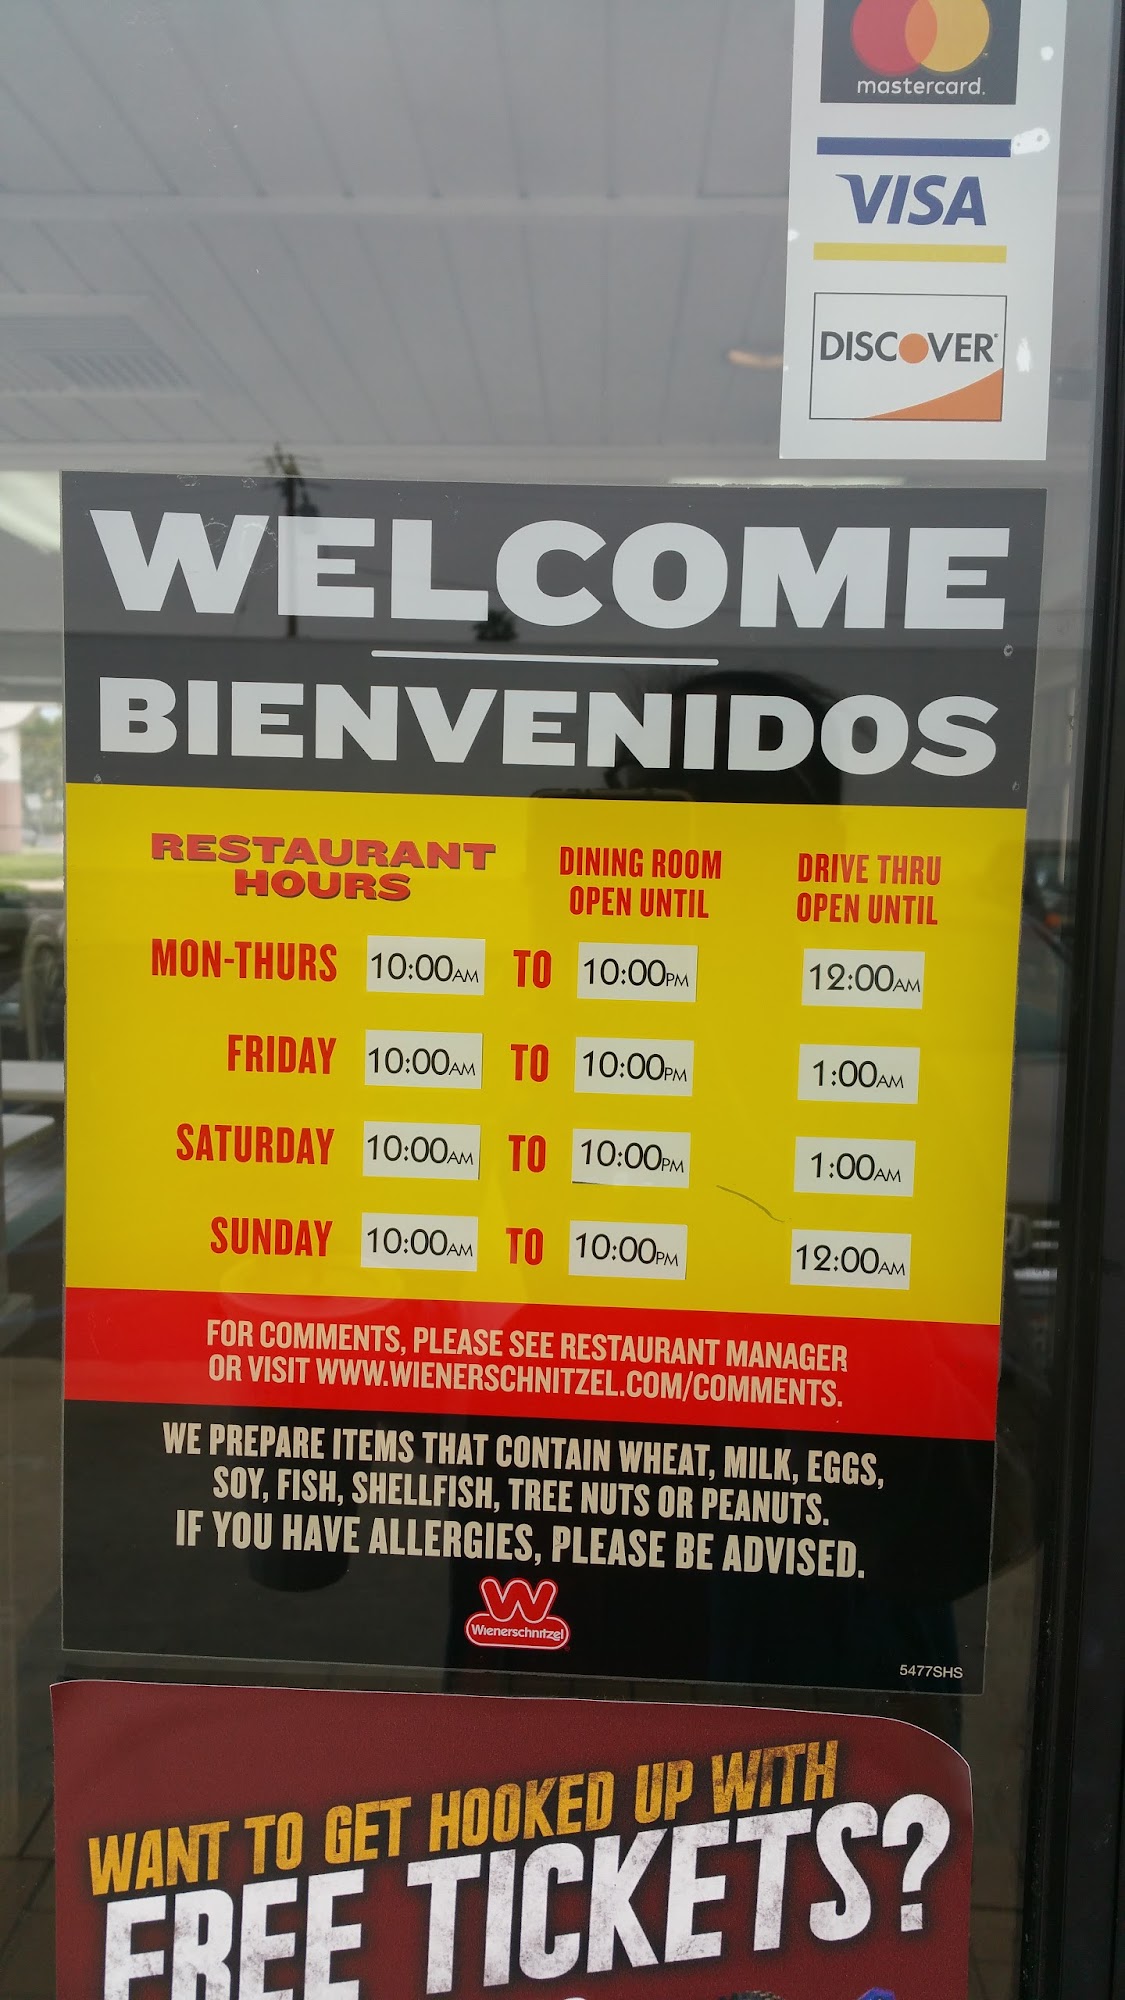 mastercard.
VISA
DISCOVER
WELCOME
BIENVENIDOS
RESTAURANT HOURS
DINING ROOM OPEN UNTIL
DRIVE THRU OPEN UNTIL
MON-THURS 10:00AM TO 10:00PM 12:00AM
FRIDAY 10:00AM TO 10:00PM 1:00AM
SATURDAY 10:00AM TO 10:00PM 1:00AM
SUNDAY 10:00AM TO 10:00PM 12:00AM
FOR COMMENTS, PLEASE SEE RESTAURANT MANAGER
OR VISIT WWW.WIENERSCHNITZEL.COM/COMMENTS.
WE PREPARE ITEMS THAT CONTAIN WHEAT, MILK, EGGS,
SOY, FISH, SHELLFISH, TREE NUTS OR PEANUTS.
IF YOU HAVE ALLERGIES, PLEASE BE ADVISED.
W
Wienerschnitzel
5477SHS
WANT TO GET HOOKED UP WITH
FREE TICKETS?